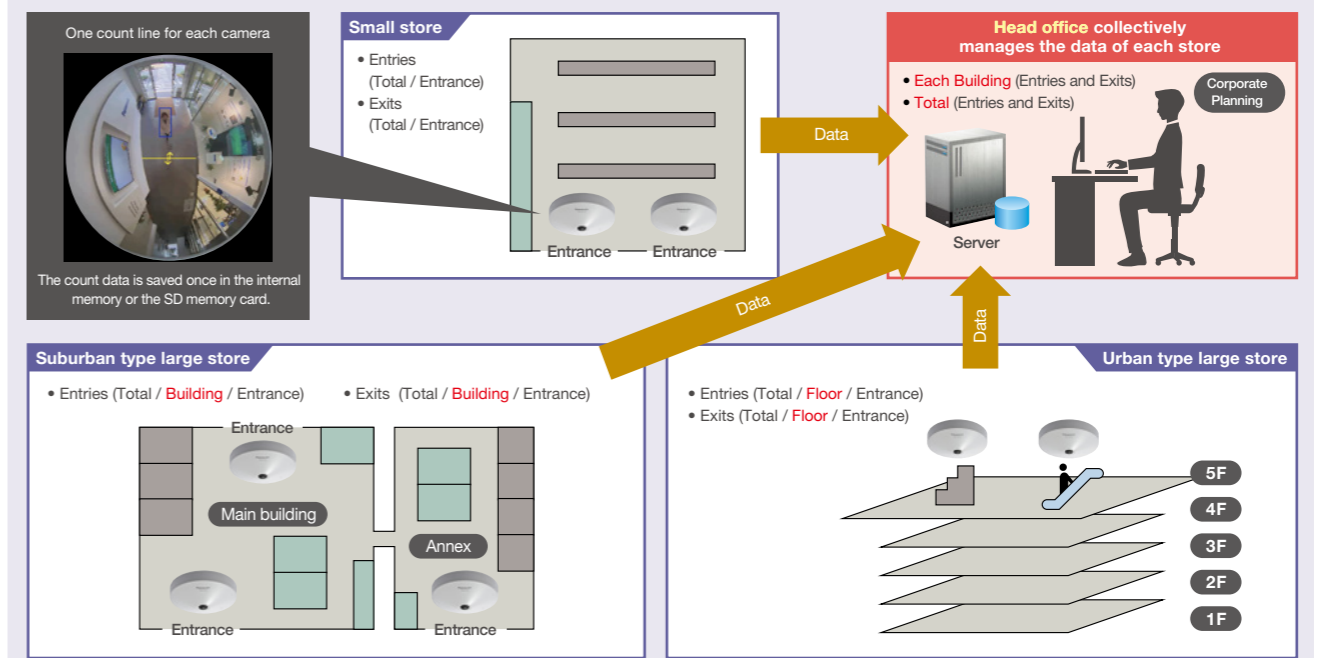 One count line for each camera
The count data is saved once in the internal
memory or the SD memory card.
Small store
• Entries
(Total / Entrance)
• Exits
(Total / Entrance)
Entrance
Entrance
Data
Head office collectively
manages the data of each store
• Each Building (Entries and Exits)
• Total (Entries and Exits)
Corporate
Planning
Server
Data
Data
Suburban type large store
• Entries (Total / Building / Entrance)
• Exits (Total / Building / Entrance)
Entrance
Main building
Annex
Entrance
Entrance
Urban type large store
• Entries (Total / Floor / Entrance)
• Exits (Total / Floor / Entrance)
5F
4F
3F
2F
1F